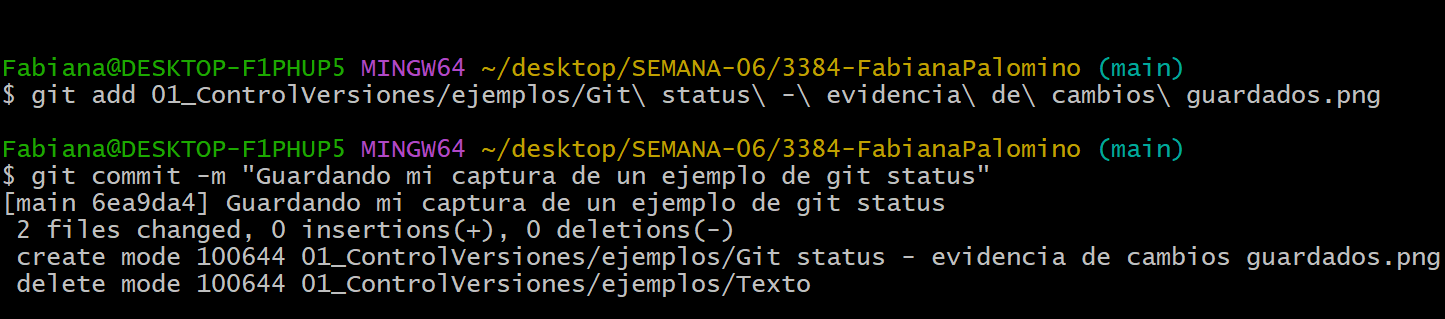 Fabiana@DESKTOP-F1PHUP5 MINGW64 ~/desktop/SEMANA-06/3384-FabianaPalomino (main)
$ git add 01_ControlVersiones/ejemplos/Git\ status\ -\ evidencia\ de\ cambios\ guardados.png
Fabiana@DESKTOP-F1PHUP5 MINGW64 ~/desktop/SEMANA-06/3384-FabianaPalomino (main)
$ git commit -m "Guardando mi captura de un ejemplo de git status"
[main 6ea9da4] Guardando mi captura de un ejemplo de git status
 2 files changed, 0 insertions(+), 0 deletions(-)
 create mode 100644 01_ControlVersiones/ejemplos/Git status - evidencia de cambios guardados.png
 delete mode 100644 01_ControlVersiones/ejemplos/Texto